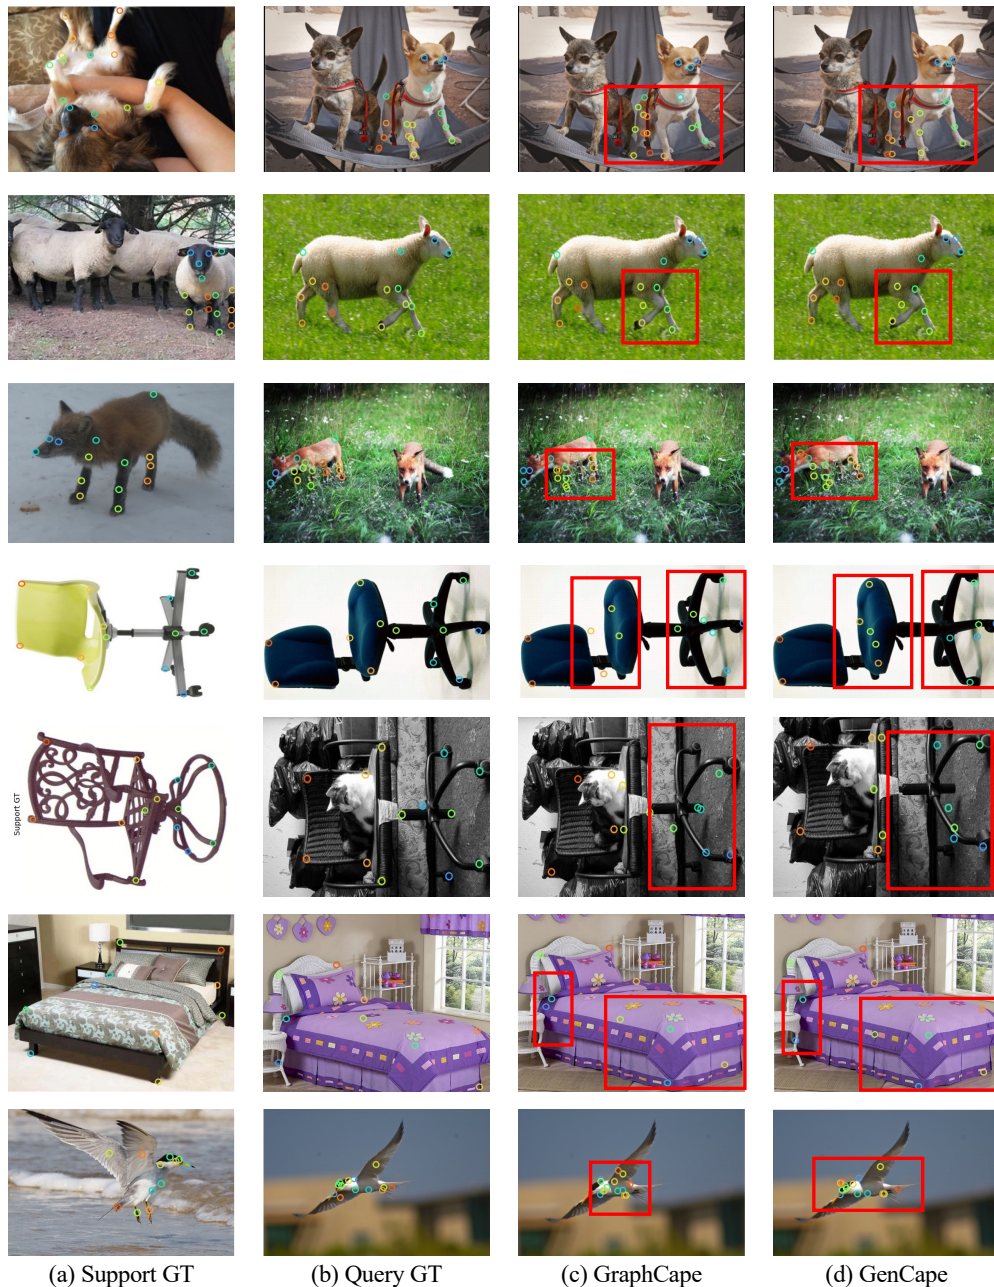 Support GT
(a) Support GT
(b) Query GT
(c) GraphCape
(d) GenCape